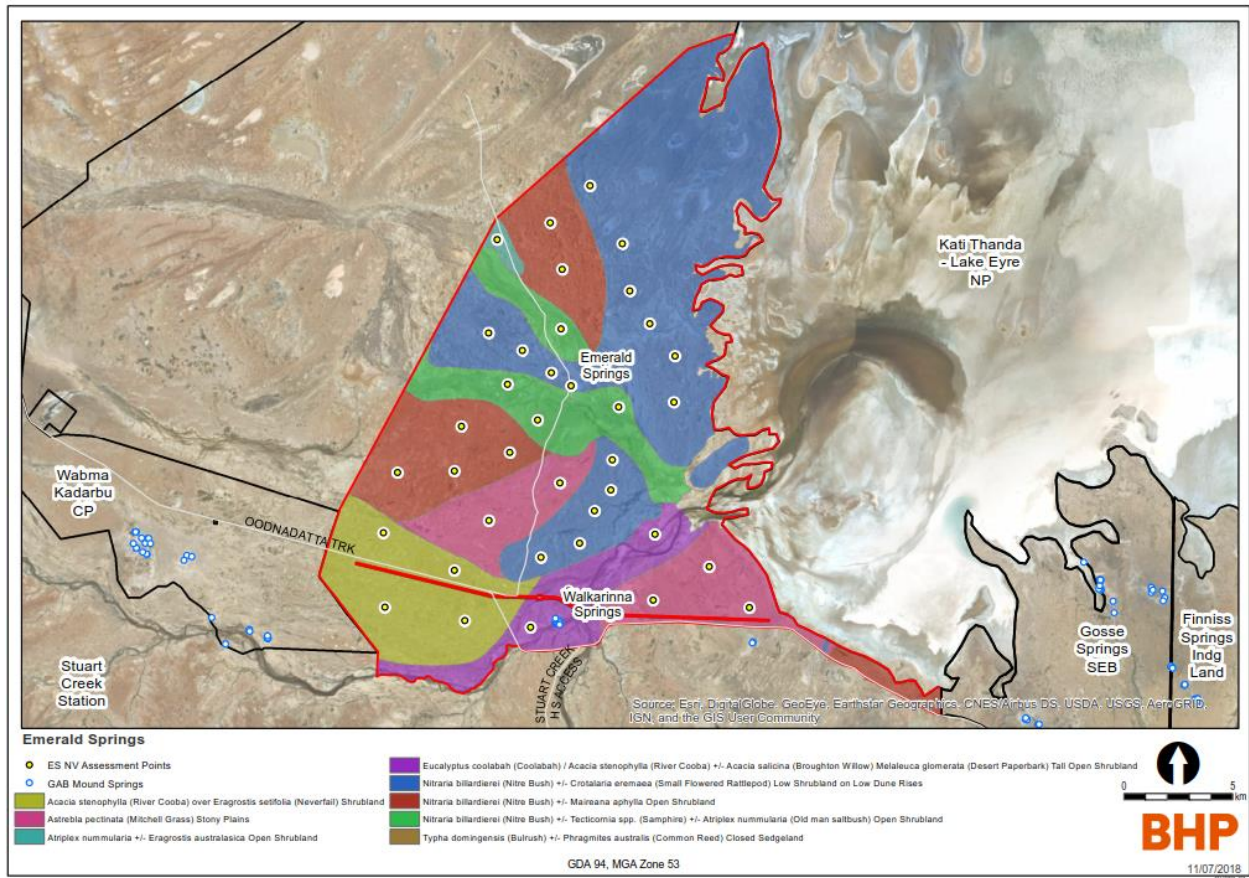 Kati Thanda
- Lake Eyre
NP
Emerald
Springs
Wabma
Kadarbu
CP
OODNADATTA TRK
Walkarinna
Springs
Gosse
Springs
SEB
Finniss
Springs
Indg
Land
Stuart
Creek
Station
STUART CREEK
H S ACCESS
Source: Esri, DigitalGlobe, GeoEye, Earthstar Geographics, CNES/Airbus DS, USDA, USGS, AeroGRID,
IGN, and the GIS User Community
Emerald Springs
ES NV Assessment Points
GAB Mound Springs
Acacia stenophylla (River Cooba) over Eragrostis setifolia (Neverfail) Shrubland
Astrebla pectinata (Mitchell Grass) Stony Plains
Atriplex nummularia +/- Eragrostis australasica Open Shrubland
Eucalyptus coolabah (Coolabah) / Acacia stenophylla (River Cooba) +/- Acacia salicina (Broughton Willow) Melaleuca glomerata (Desert Paperbark) Tall Open Shrubland
Nitraria billardierei (Nitre Bush) +/- Crotalaria eremaea (Small Flowered Rattlepod) Low Shrubland on Low Dune Rises
Nitraria billardierei (Nitre Bush) +/- Maireana aphylla Open Shrubland
Nitraria billardierei (Nitre Bush) +/- Tecticornia spp. (Samphire) +/- Atriplex nummularia (Old man saltbush) Open Shrubland
Typha domingensis (Bulrush) +/- Phragmites australis (Common Reed) Closed Sedgeland
0 5
km
BHP
GDA 94, MGA Zone 53
11/07/2018